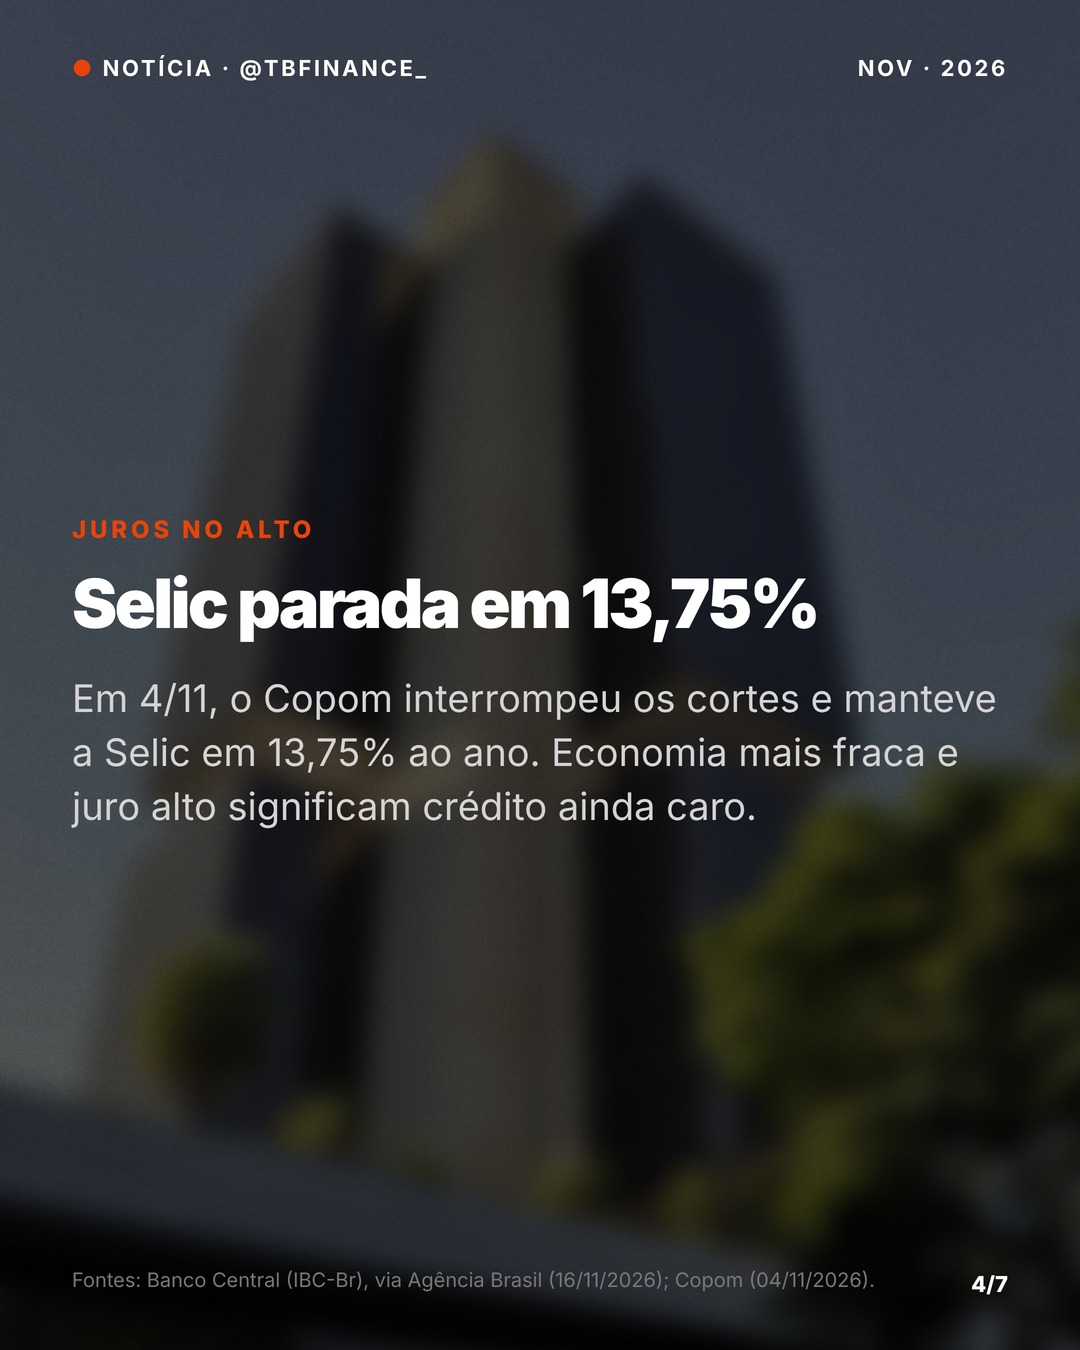 NOTÍCIA · @TBFINANCE_
NOV · 2026
JUROS NO ALTO
Selic parada em 13,75%
Em 4/11, o Copom interrompeu os cortes e manteve
a Selic em 13,75% ao ano. Economia mais fraca e
juro alto significam crédito ainda caro.
Fontes: Banco Central (IBC-Br), via Agência Brasil (16/11/2026); Copom (04/11/2026).
4/7